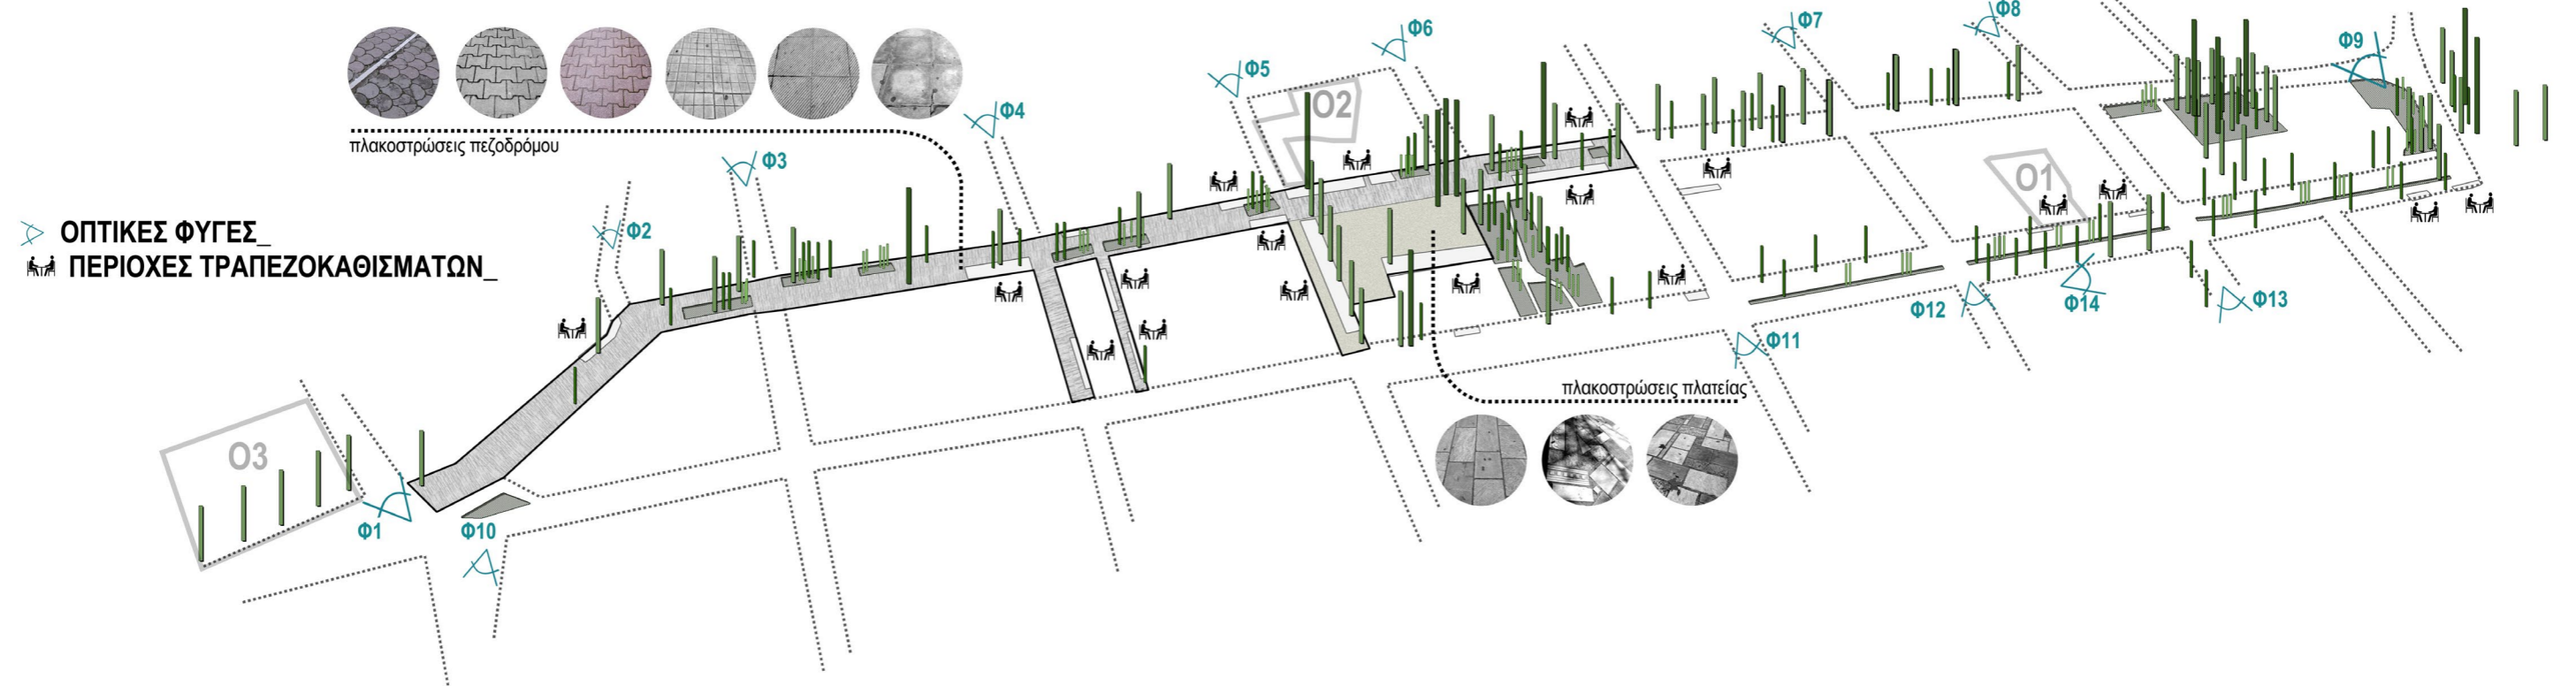 Φ8
Φ7
Φ6
Φ9
Φ5
Ο2
Φ4
πλακοστρώσεις πεζοδρόμου
Φ3
Ο1
ΟΠΤΙΚΕΣ ΦΥΓΕΣ_
Φ2
ΠΕΡΙΟΧΕΣ ΤΡΑΠΕΖΟΚΑΘΙΣΜΑΤΩΝ_
Φ12
Φ14
Φ13
Φ11
πλακοστρώσεις πλατείας
Ο3
Φ1
Φ10